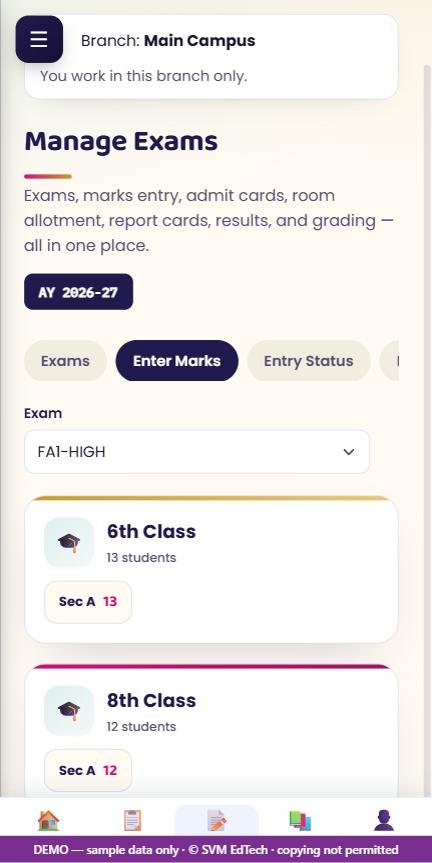 Branch: Main Campus
You work in this branch only.
Manage Exams
Exams, marks entry, admit cards, room
allotment, report cards, results, and grading —
all in one place.
AY 2026-27
Exams
Enter Marks
Entry Status
Exam
FA1-HIGH
6th Class
13 students
Sec A 13
8th Class
12 students
Sec A 12
DEMO — sample data only · © SVM EdTech · copying not permitted